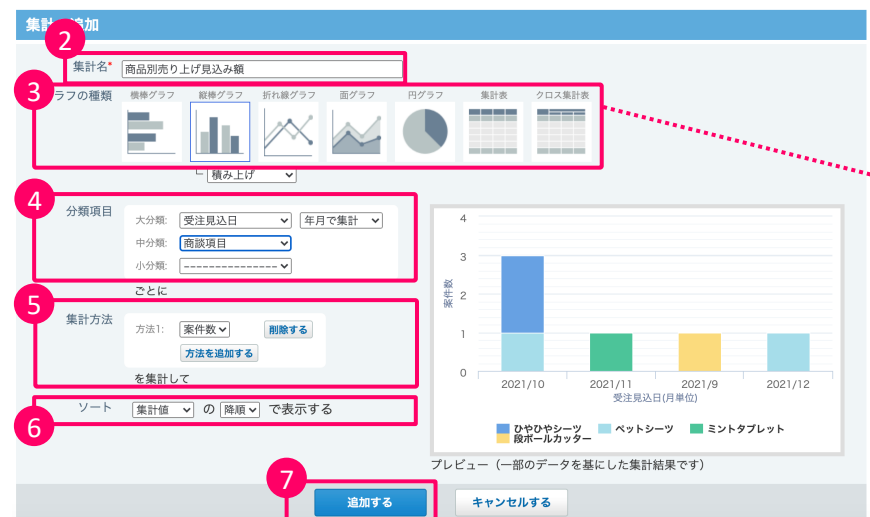 集計の追加
2
集計名* 商品別売り上げ見込み額
3
グラフの種類 横棒グラフ 縦棒グラフ 折れ線グラフ 面グラフ 円グラフ 集計表 クロス集計表
積み上げ
4
分類項目
大分類: 受注見込日 年月で集計
中分類: 商談項目
小分類: ---------------
ごとに
5
集計方法
方法1: 案件数 削除する
方法を追加する
を集計して
6
ソート 集計値 の 降順 で表示する
4
3
2
1
0
案件数
2021/10 2021/11 2021/9 2021/12
受注見込日(月単位)
ひやひやシーツ ペットシーツ ミントタブレット
段ボールカッター
プレビュー（一部のデータを基にした集計結果です）
7
追加する キャンセルする